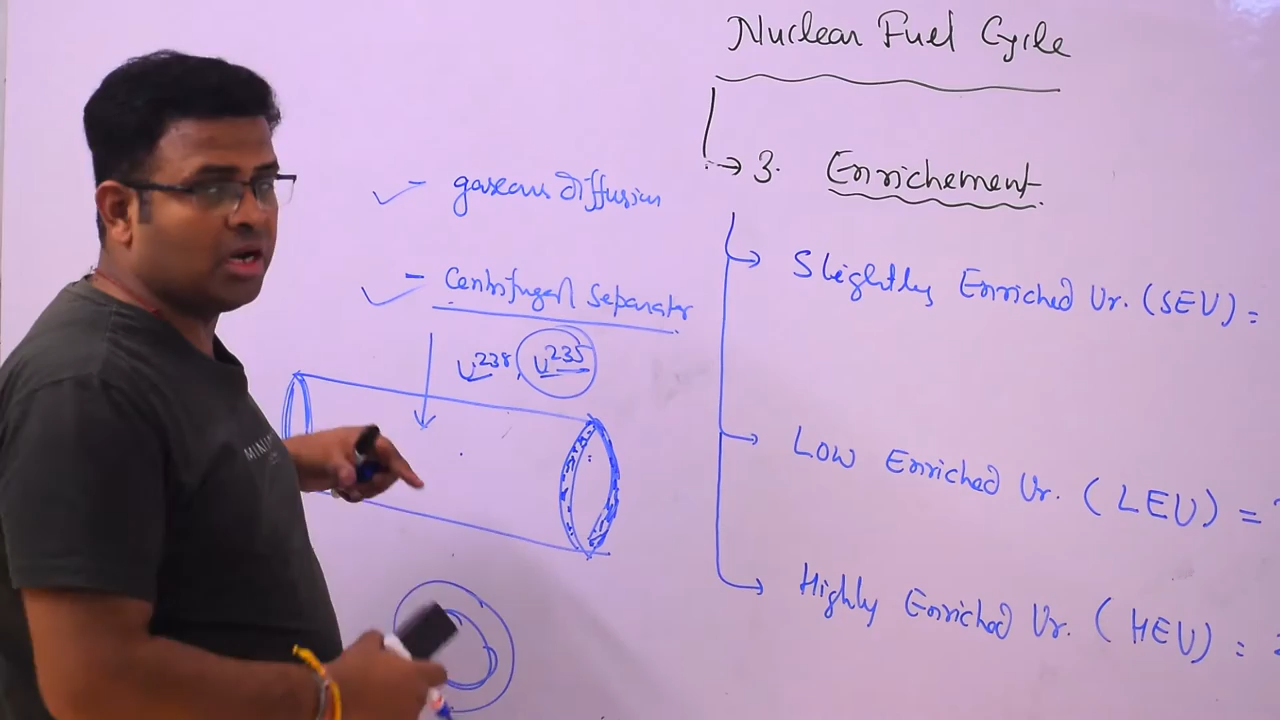 Nuclear Fuel Cycle
3. Enrichement
- gaseous diffusion
- Centrifugal Separator
U238, U235
Slightly Enriched Ur. (SEU) =
Low Enriched Ur. (LEU) =
Highly Enriched Ur. (HEU) =